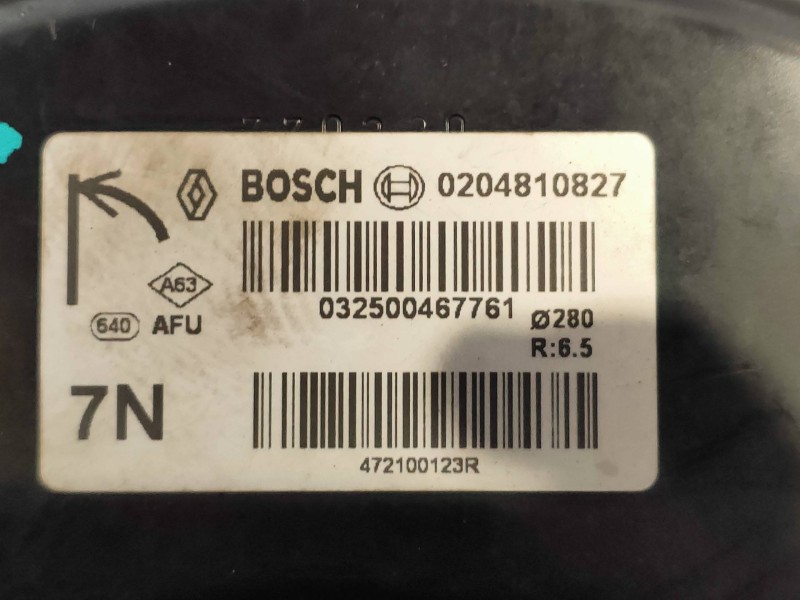 BOSCH 0204810827
A63
032500467761
640 AFU
Ø280
R:6.5
7N
472100123R